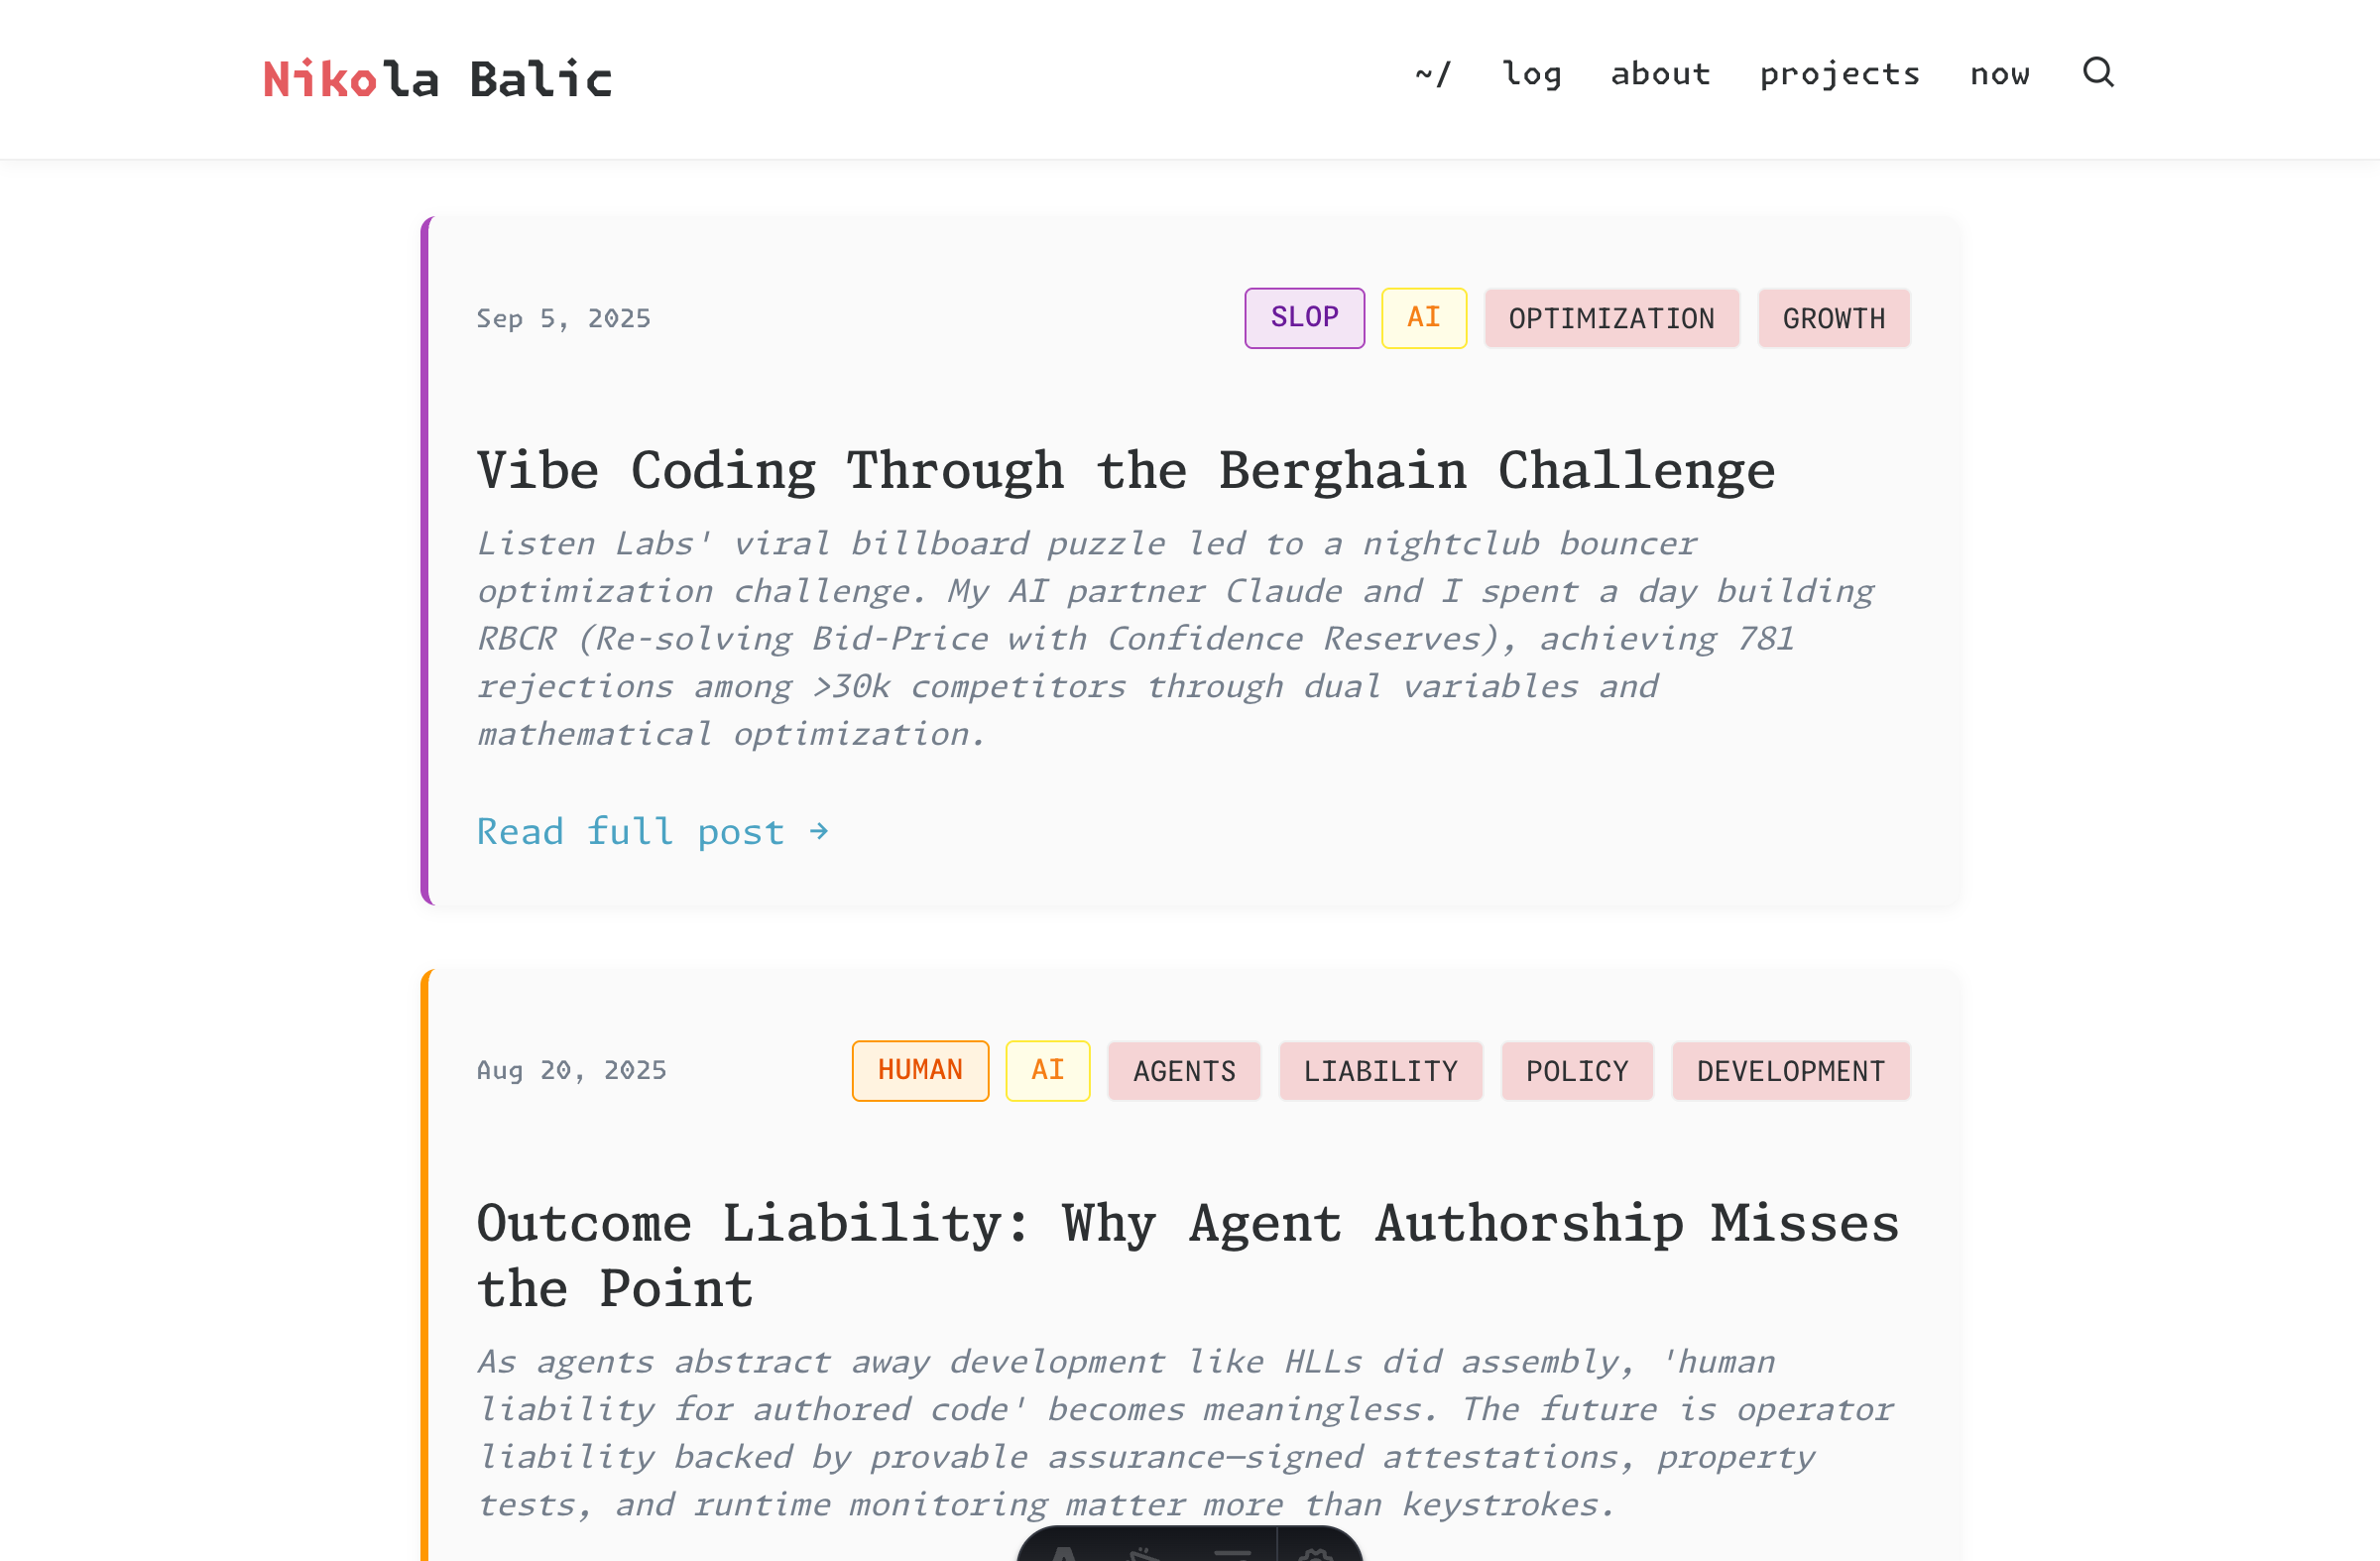 Nikola Balic
~/ log about projects now
Sep 5, 2025
SLOP AI OPTIMIZATION GROWTH
Vibe Coding Through the Berghain Challenge
Listen Labs' viral billboard puzzle led to a nightclub bouncer
optimization challenge. My AI partner Claude and I spent a day building
RBCR (Re-solving Bid-Price with Confidence Reserves), achieving 781
rejections among >30k competitors through dual variables and
mathematical optimization.
Read full post →
Aug 20, 2025
HUMAN AI AGENTS LIABILITY POLICY DEVELOPMENT
Outcome Liability: Why Agent Authorship Misses
the Point
As agents abstract away development like HLLs did assembly, 'human
liability for authored code' becomes meaningless. The future is operator
liability backed by provable assurance—signed attestations, property
tests, and runtime monitoring matter more than keystrokes.